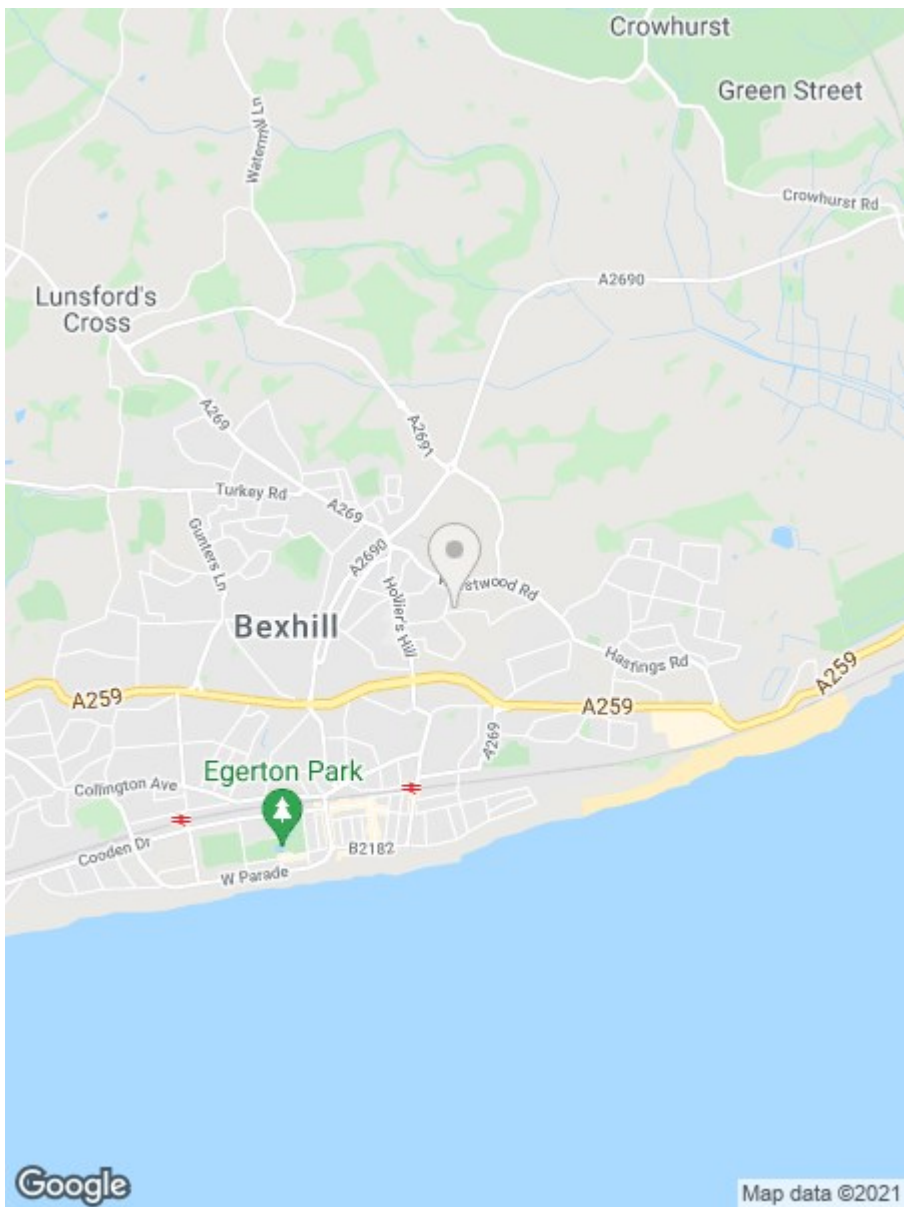 Crowhurst
Green Street
Watermill Ln
Crowhurst Rd
A2690
Lunsford's
Cross
A269
A2691
Turkey Rd
A269
Gunters Ln
A2690
Hollier's Hill
Rd
Bexhill
Hastings Rd
A259
A259
A259
A269
Egerton Park
Collington Ave
Cooden Dr
B2182
W Parade
Google
Map data ©2021